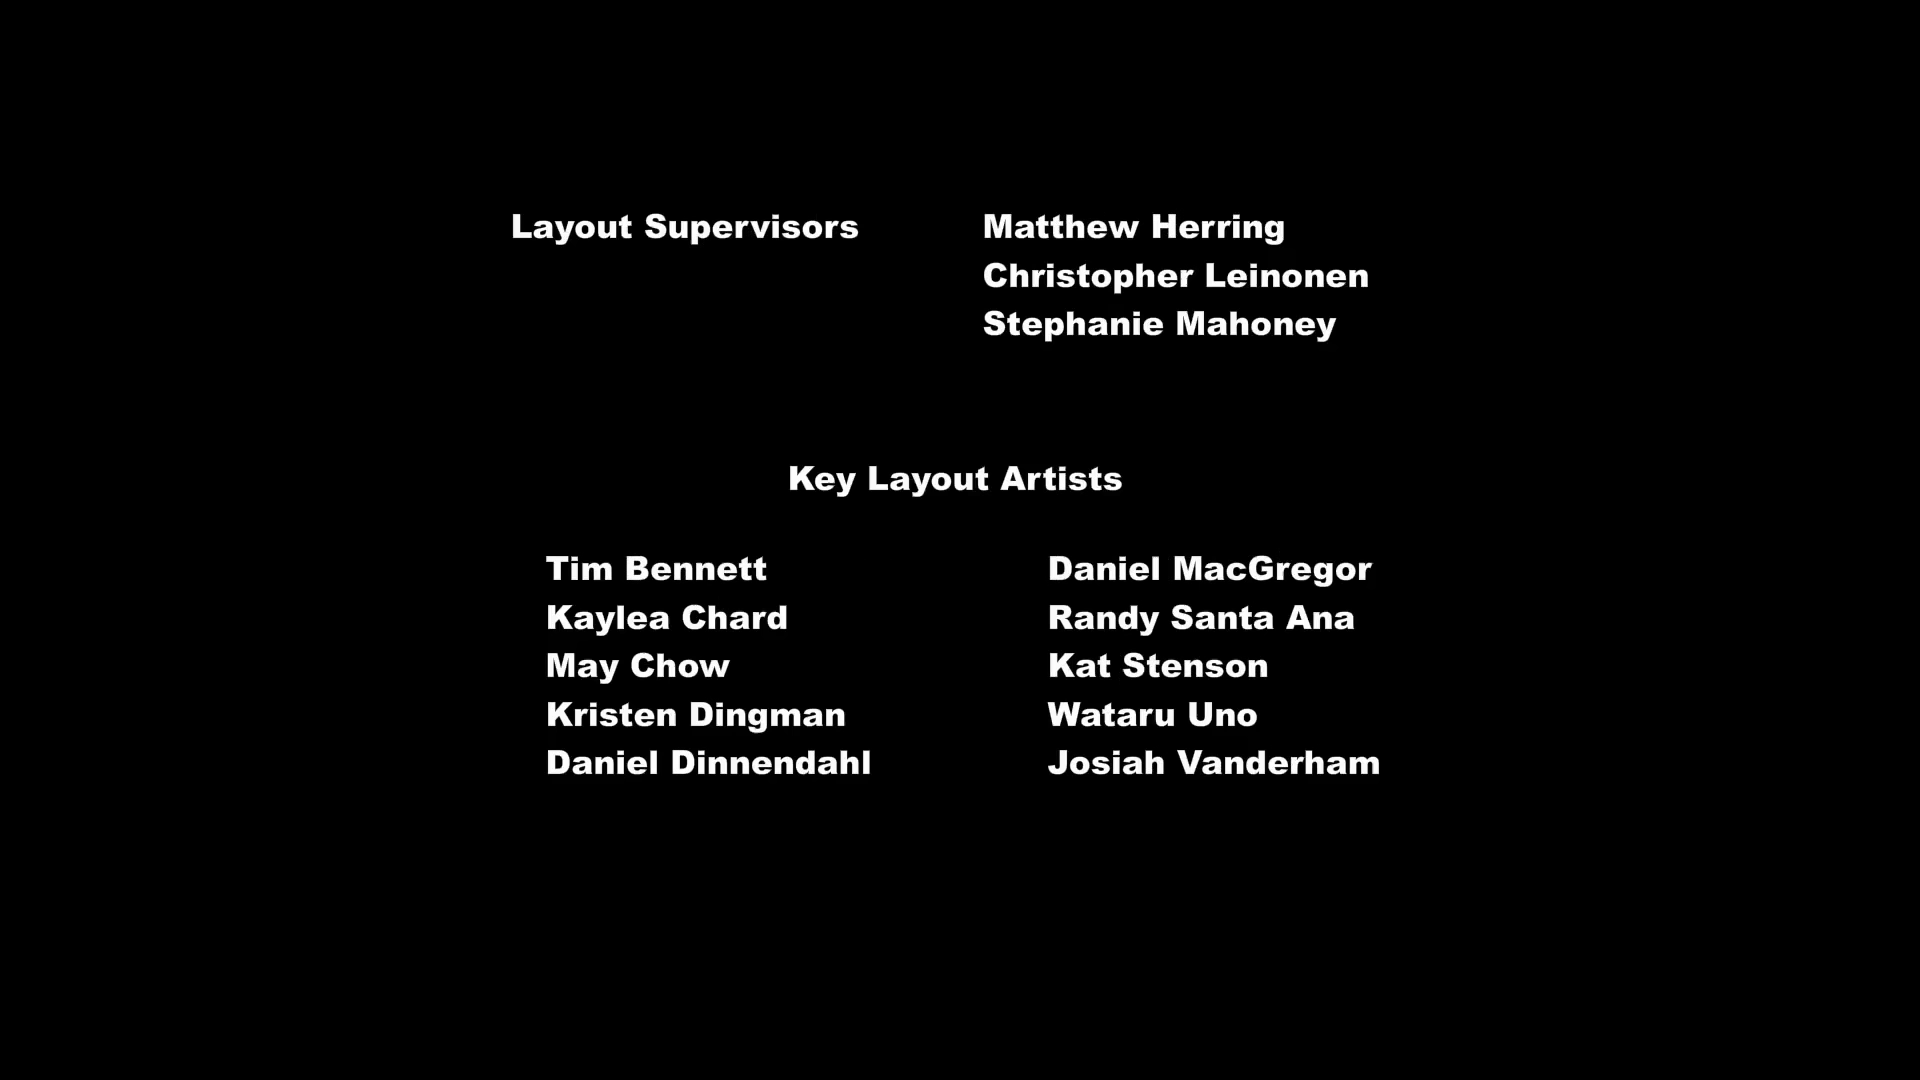 Layout Supervisors Matthew Herring
Christopher Leinonen
Stephanie Mahoney
Key Layout Artists
Tim Bennett Daniel MacGregor
Kaylea Chard Randy Santa Ana
May Chow Kat Stenson
Kristen Dingman Wataru Uno
Daniel Dinnendahl Josiah Vanderham